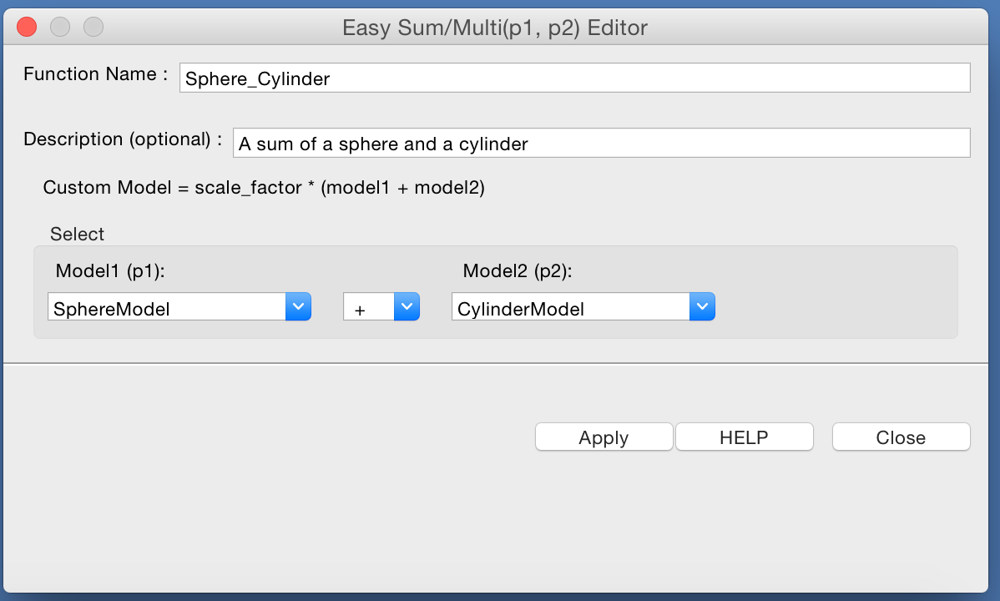 Easy Sum/Multi(p1, p2) Editor
Function Name : Sphere_Cylinder
Description (optional) : A sum of a sphere and a cylinder
Custom Model = scale_factor * (model1 + model2)
Select
Model1 (p1): Model2 (p2):
SphereModel + CylinderModel
Apply HELP Close